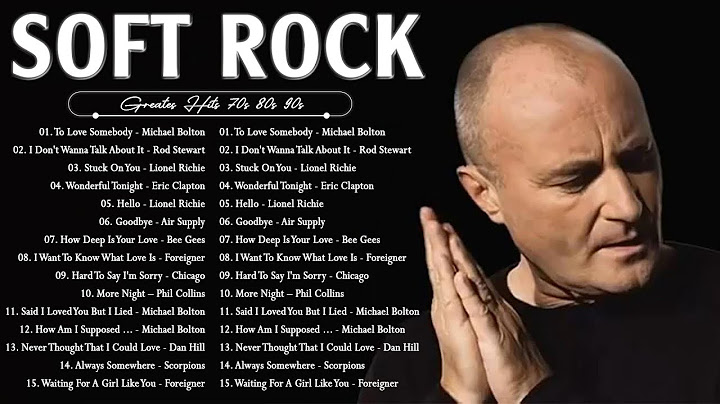 SOFT ROCK
Greates Hits 70s 80s 90s
01. To Love Somebody - Michael Bolton
02. I Don't Wanna Talk About It - Rod Stewart
03. Stuck On You - Lionel Richie
04. Wonderful Tonight - Eric Clapton
05. Hello - Lionel Richie
06. Goodbye - Air Supply
07. How Deep Is Your Love - Bee Gees
08. I Want To Know What Love Is - Foreigner
09. Hard To Say I'm Sorry - Chicago
10. More Night – Phil Collins
11. Said I Loved You But I Lied - Michael Bolton
12. How Am I Supposed ... - Michael Bolton
13. Never Thought That I Could Love - Dan Hill
14. Always Somewhere - Scorpions
15. Waiting For A Girl Like You - Foreigner
01. To Love Somebody - Michael Bolton
02. I Don't Wanna Talk About It - Rod Stewart
03. Stuck On You - Lionel Richie
04. Wonderful Tonight - Eric Clapton
05. Hello - Lionel Richie
06. Goodbye - Air Supply
07. How Deep Is Your Love - Bee Gees
08. I Want To Know What Love Is - Foreigner
09. Hard To Say I'm Sorry - Chicago
10. More Night – Phil Collins
11. Said I Loved You But I Lied - Michael Bolton
12. How Am I Supposed ... - Michael Bolton
13. Never Thought That I Could Love - Dan Hill
14. Always Somewhere - Scorpions
15. Waiting For A Girl Like You - Foreigner